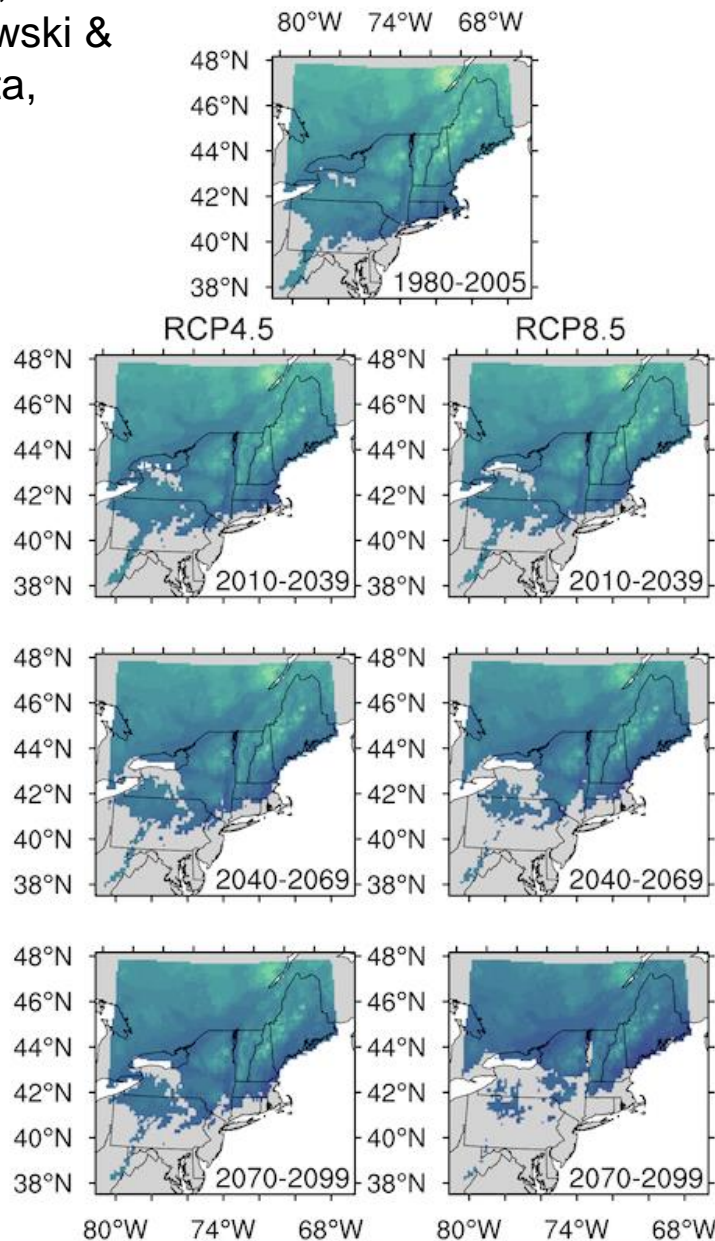 wski &
ta,
80°W 74°W 68°W
48°N
46°N
44°N
42°N
40°N
38°N
1980-2005
RCP4.5 RCP8.5
48°N 48°N
46°N 46°N
44°N 44°N
42°N 42°N
40°N 40°N
38°N 2010-2039 38°N 2010-2039
48°N 48°N
46°N 46°N
44°N 44°N
42°N 42°N
40°N 40°N
38°N 2040-2069 38°N 2040-2069
48°N 48°N
46°N 46°N
44°N 44°N
42°N 42°N
40°N 40°N
38°N 2070-2099 38°N 2070-2099
80°W 74°W 68°W 80°W 74°W 68°W